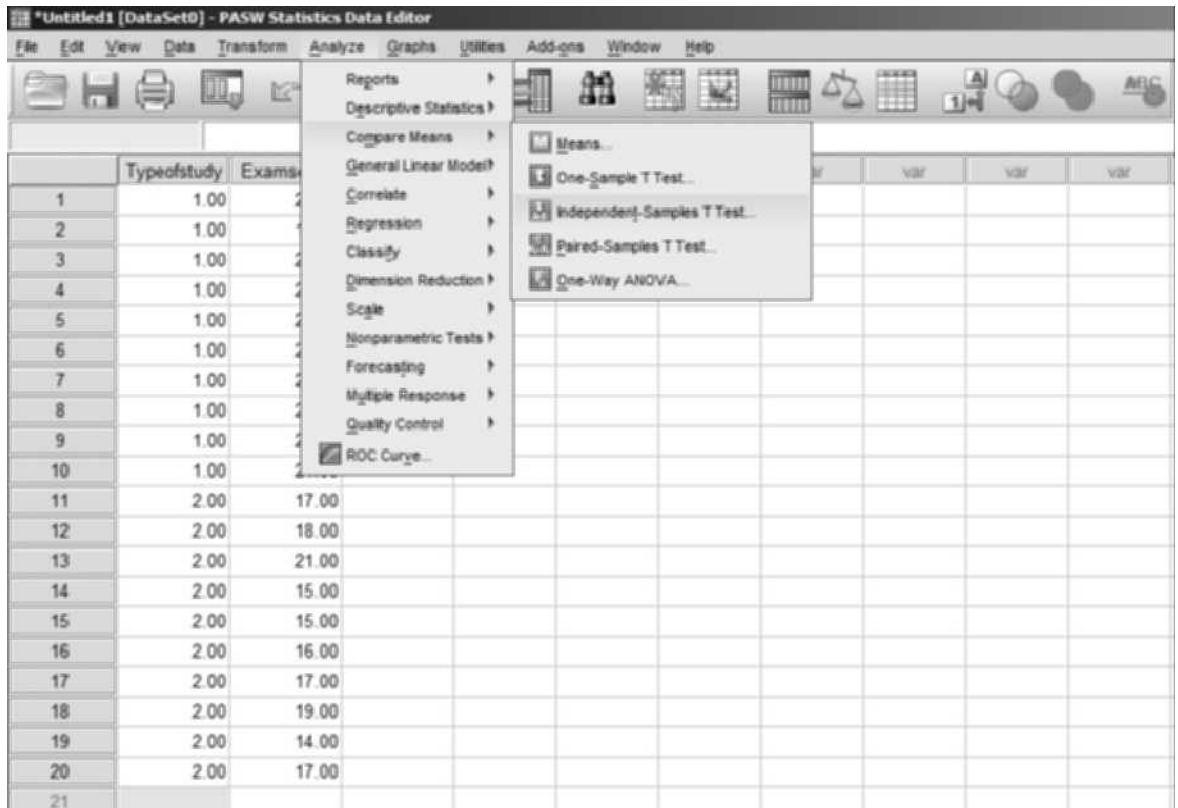 *Untitled1 [DataSet0] - PASW Statistics Data Editor
File Edit View Data Transform Analyze Graphs Utilities Add-ons Window Help
A
1
ABC
Reports
Descriptive Statistics
Compare Means
General Linear Model
Correlate
Regression
Classify
Dimension Reduction
Scale
Nonparametric Tests
Forecasting
Multiple Response
Quality Control
ROC Curve...
Means...
One-Sample T Test...
Independent-Samples T Test...
Paired-Samples T Test...
One-Way ANOVA...
Typeofstudy var var var
1 1.00
2 1.00
3 1.00
4 1.00
5 1.00
6 1.00
7 1.00
8 1.00
9 1.00
10 1.00
11 2.00 17.00
12 2.00 18.00
13 2.00 21.00
14 2.00 15.00
15 2.00 15.00
16 2.00 16.00
17 2.00 17.00
18 2.00 19.00
19 2.00 14.00
20 2.00 17.00
21